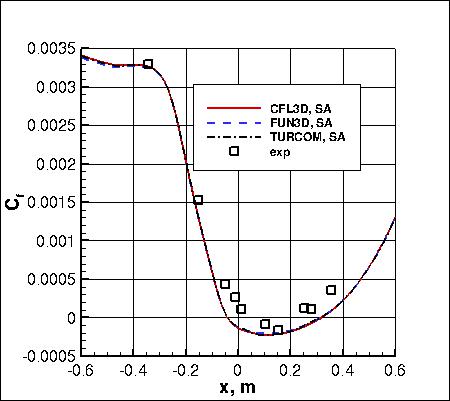 0.0035
0.003
0.0025
0.002
0.0015
0.001
0.0005
0
-0.0005
Cf
CFL3D, SA
FUN3D, SA
TURCOM, SA
exp
-0.6 -0.4 -0.2 0 0.2 0.4 0.6
x, m